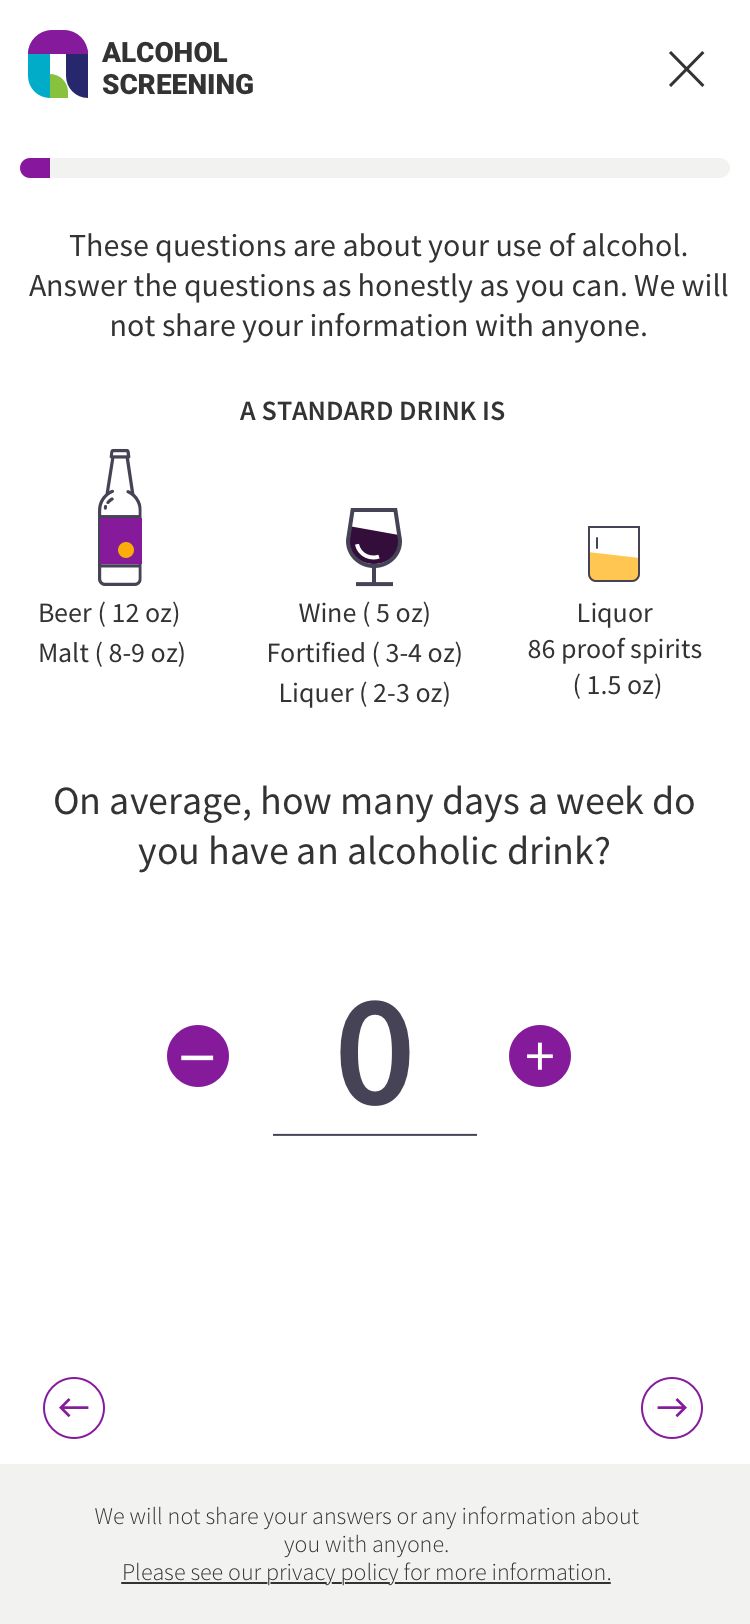 ALCOHOL
SCREENING
These questions are about your use of alcohol.
Answer the questions as honestly as you can. We will
not share your information with anyone.
A STANDARD DRINK IS
Beer ( 12 oz)
Malt ( 8-9 oz)
Wine ( 5 oz)
Fortified ( 3-4 oz)
Liquer ( 2-3 oz)
Liquor
86 proof spirits
( 1.5 oz)
On average, how many days a week do
you have an alcoholic drink?
0
We will not share your answers or any information about
you with anyone.
Please see our privacy policy for more information.